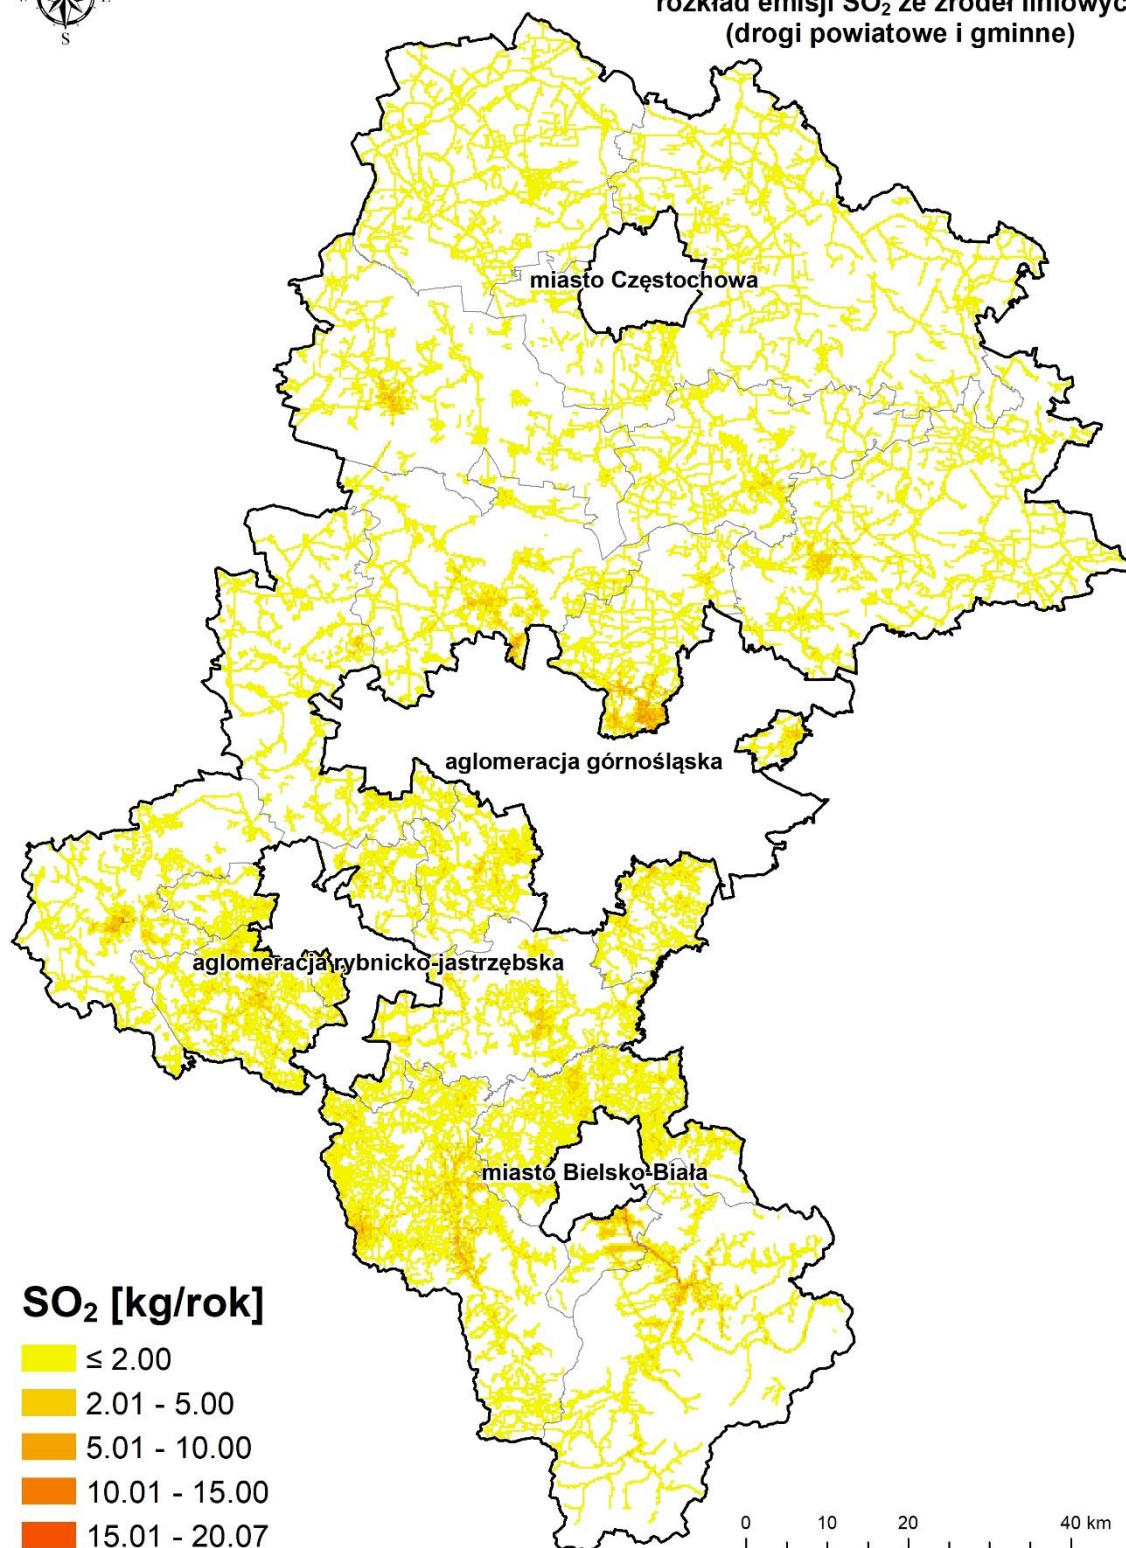 rozkład emisji SO₂ ze źródeł liniowych
(drogi powiatowe i gminne)
S
miasto Częstochowa
aglomeracja górnośląska
aglomeracja rybnicko-jastrzębska
miasto Bielsko-Biała
SO₂ [kg/rok]
≤ 2.00
2.01 - 5.00
5.01 - 10.00
10.01 - 15.00
15.01 - 20.07
0 10 20 40 km